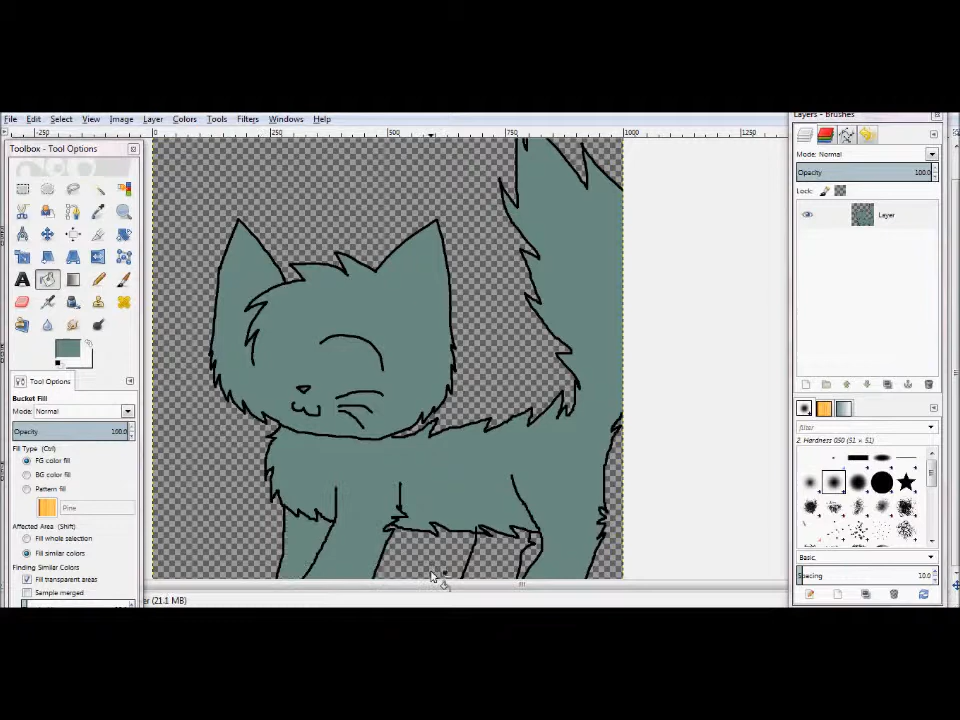 File Edit Select View Image Layer Colors Tools Filters Windows Help
Layers - Brushes
-250 0 250 500 750 1000 1250
Toolbox - Tool Options
Mode: Normal
Opacity 100.0
Lock:
Layer
Tool Options
Bucket Fill
Mode: Normal
Opacity 100.0
Fill Type (Ctrl)
FG color fill
BG color fill
Pattern fill
Pine
Affected Area (Shift)
Fill whole selection
Fill similar colors
Finding Similar Colors
Fill transparent areas
Sample merged
filter
2. Hardness 050 (51 × 51)
Basic,
Spacing 10.0
er (21.1 MB)